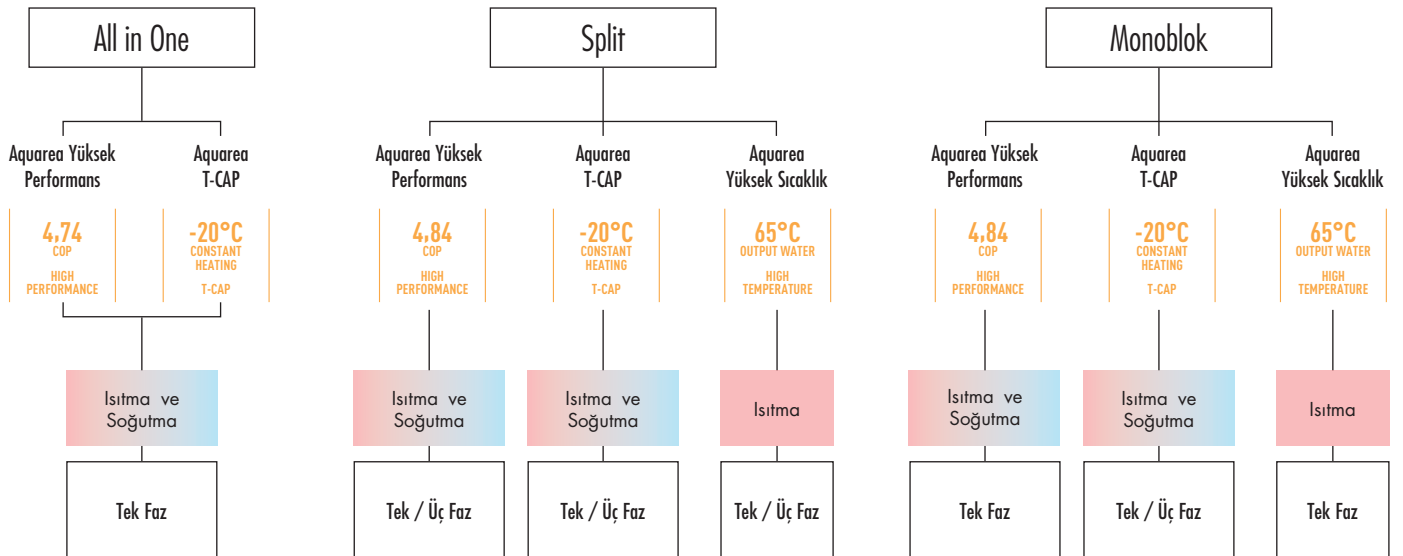 All in One
Aquarea Yüksek
Performans
Aquarea
T-CAP
4,74
COP
HIGH
PERFORMANCE
-20°C
CONSTANT
HEATING
T-CAP
Isıtma ve
Soğutma
Tek Faz
Split
Aquarea Yüksek
Performans
Aquarea
T-CAP
Aquarea
Yüksek Sıcaklık
4,84
COP
HIGH
PERFORMANCE
-20°C
CONSTANT
HEATING
T-CAP
65°C
OUTPUT WATER
HIGH
TEMPERATURE
Isıtma ve
Soğutma
Isıtma ve
Soğutma
Isıtma
Tek / Üç Faz
Tek / Üç Faz
Tek / Üç Faz
Monoblok
Aquarea Yüksek
Performans
Aquarea
T-CAP
Aquarea
Yüksek Sıcaklık
4,84
COP
HIGH
PERFORMANCE
-20°C
CONSTANT
HEATING
T-CAP
65°C
OUTPUT WATER
HIGH
TEMPERATURE
Isıtma ve
Soğutma
Isıtma ve
Soğutma
Isıtma
Tek Faz
Tek / Üç Faz
Tek Faz